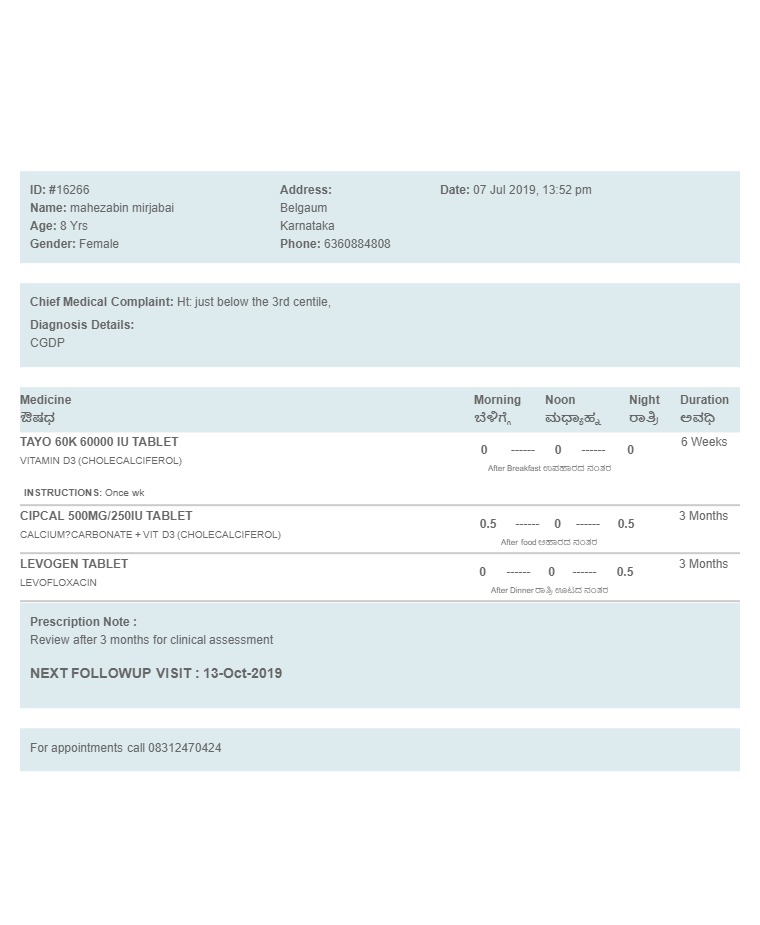 ID: #16266
Name: mahezabin mirjabai
Age: 8 Yrs
Gender: Female
Address:
Belgaum
Karnataka
Phone: 6360884808
Date: 07 Jul 2019, 13:52 pm
Chief Medical Complaint: Ht: just below the 3rd centile,
Diagnosis Details:
CGDP
Medicine Morning Noon Night Duration
ಔಷಧ ಬೆಳಿಗ್ಗೆ ಮಧ್ಯಾಹ್ನ ರಾತ್ರಿ ಅವಧಿ
TAYO 60K 60000 IU TABLET 6 Weeks
0 ------ 0 ------ 0
VITAMIN D3 (CHOLECALCIFEROL)
After Breakfast ಉಪಹಾರದ ನಂತರ
INSTRUCTIONS: Once wk
CIPCAL 500MG/250IU TABLET 3 Months
0.5 ------ 0 ------ 0.5
CALCIUM?CARBONATE + VIT D3 (CHOLECALCIFEROL)
After food ಆಹಾರದ ನಂತರ
LEVOGEN TABLET 3 Months
0 ------ 0 ------ 0.5
LEVOFLOXACIN
After Dinner ರಾತ್ರಿ ಊಟದ ನಂತರ
Prescription Note :
Review after 3 months for clinical assessment
NEXT FOLLOWUP VISIT : 13-Oct-2019
For appointments call 08312470424